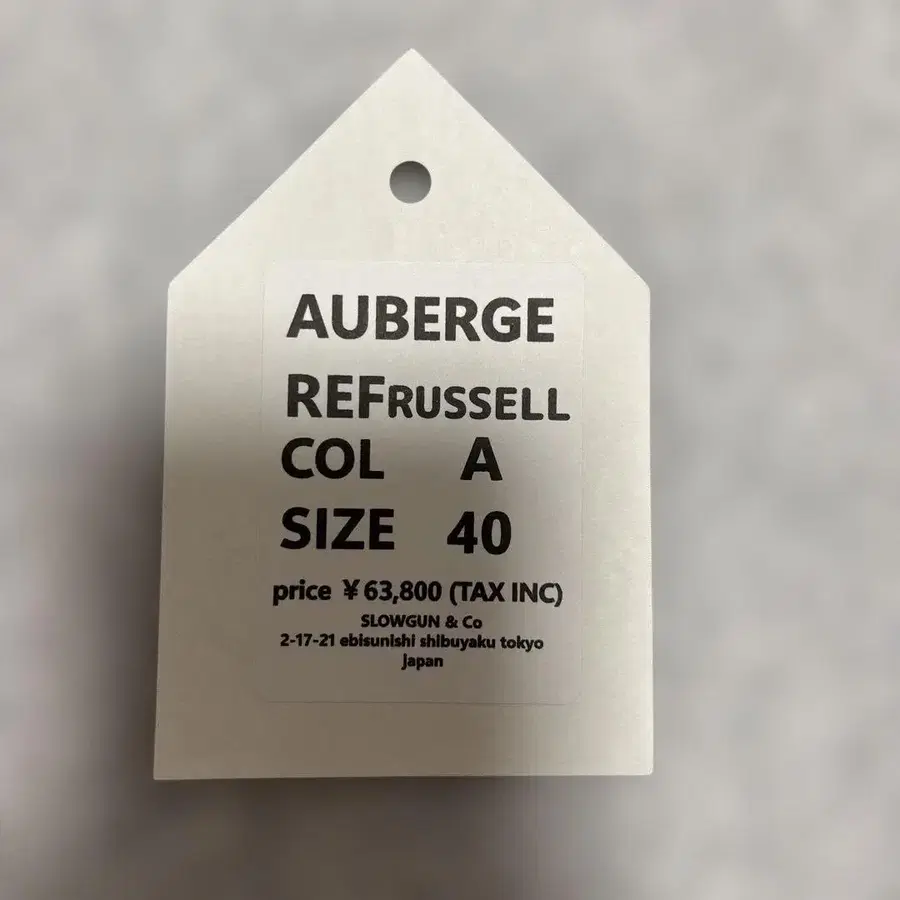 AUBERGE
REFRUSSELL
COL A
SIZE 40
price ¥63,800 (TAX INC)
SLOWGUN & Co
2-17-21 ebisunishi shibuyaku tokyo
Japan